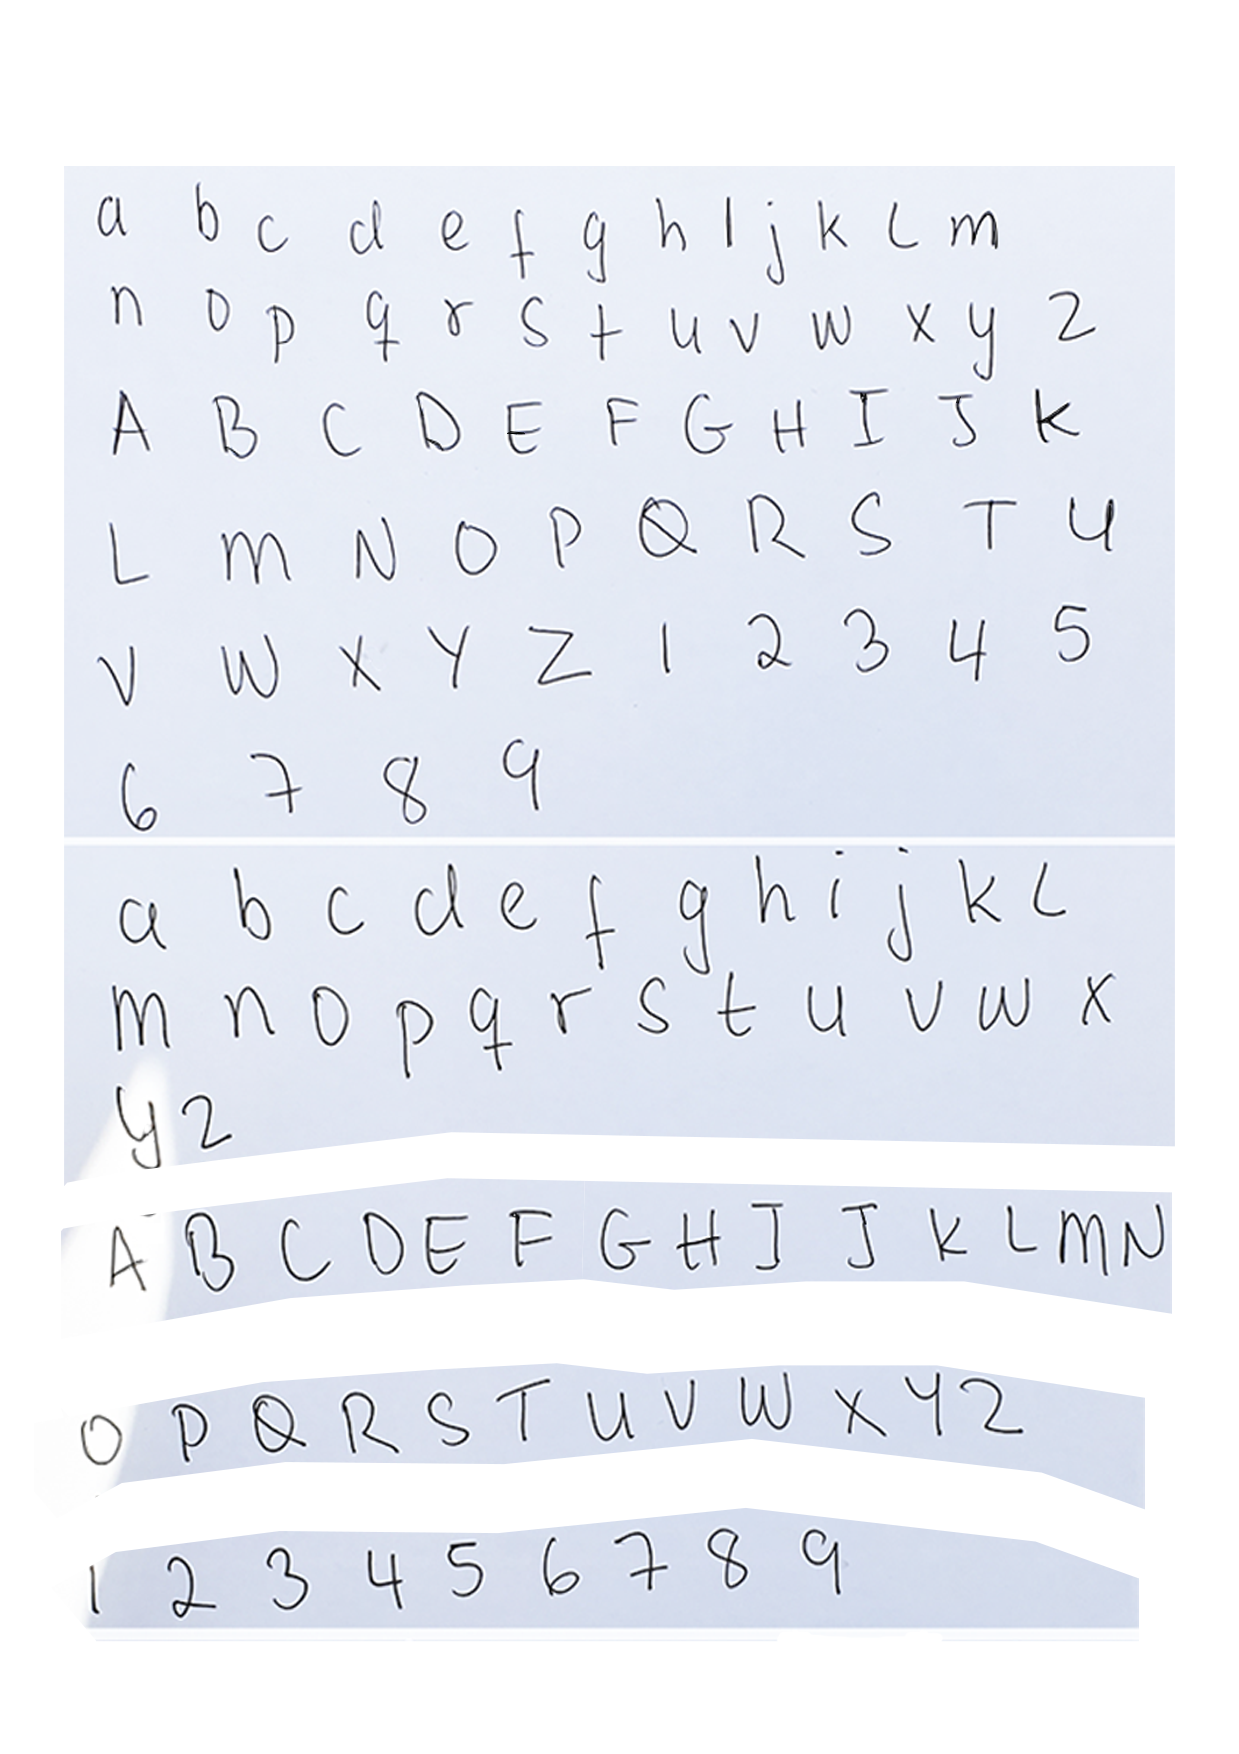 a b c d e f g h l j k L m
n o p q r s t u v w x y z
A B C D E F G H I J K
L m N O P Q R S T U
V W X Y Z 1 2 3 4 5
6 7 8 9
a b c d e f g h i j k L
m n o p q r s t u v w x
y z
A B C D E F G H I J K L M N
O P Q R S T U V W X Y Z
1 2 3 4 5 6 7 8 9